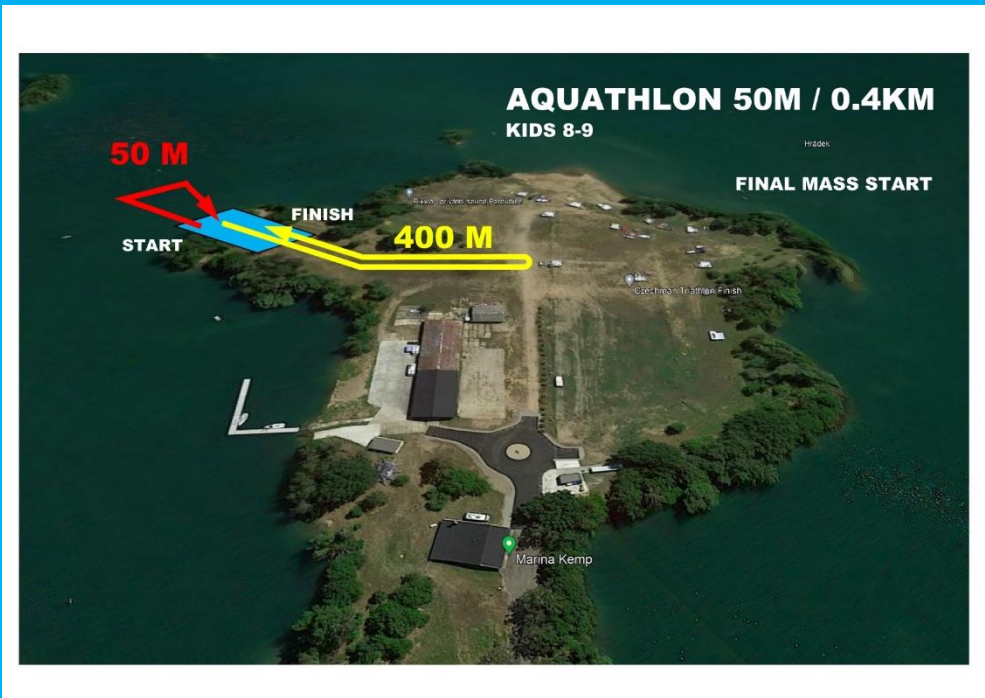 AQUATHLON 50M / 0.4KM
KIDS 8-9
Hrádek
50 M
FINAL MASS START
FINISH
START
400 M
Czechman Triathlon Finish
Marina Kemp